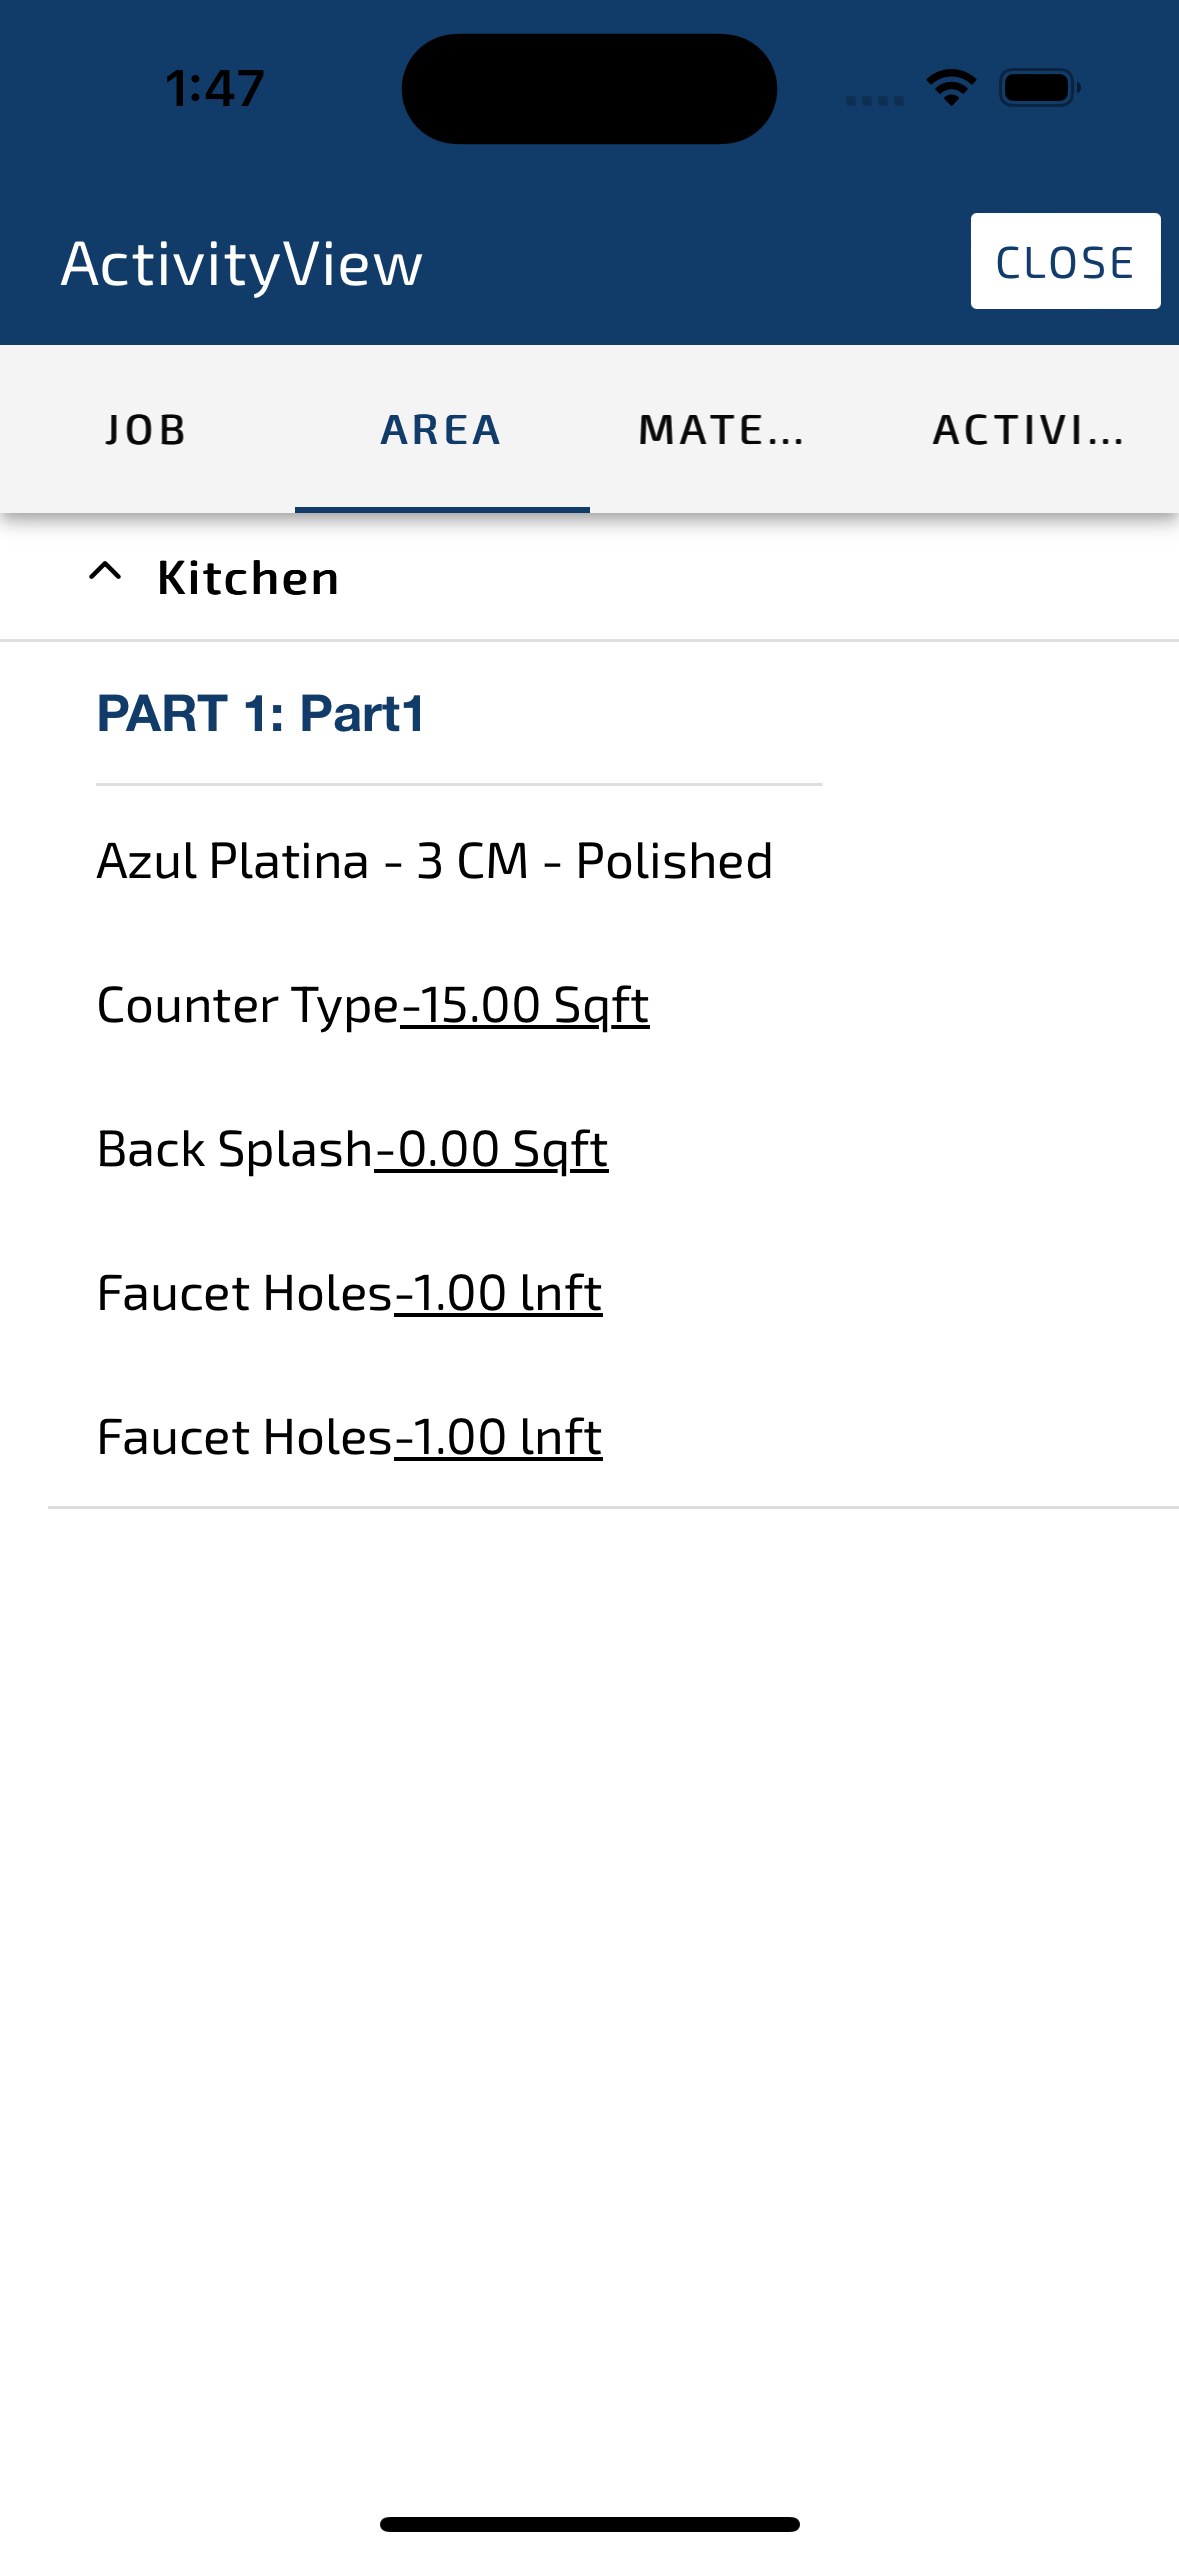 1:47
ActivityView
CLOSE
JOB
AREA
MATE...
ACTIVI...
Kitchen
PART 1: Part1
Azul Platina - 3 CM - Polished
Counter Type-15.00 Sqft
Back Splash-0.00 Sqft
Faucet Holes-1.00 lnft
Faucet Holes-1.00 lnft